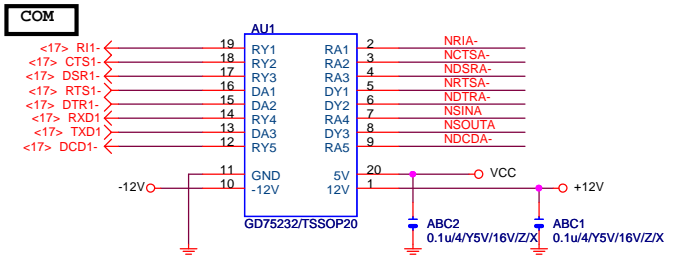 COM
AU1
<17> RI1- 19 RY1 RA1 2 NRIA-
<17> CTS1- 18 RY2 RA2 3 NCTSA-
<17> DSR1- 17 RY3 RA3 4 NDSRA-
<17> RTS1- 16 DA1 DY1 5 NRTSA-
<17> DTR1- 15 DA2 DY2 6 NDTRA-
<17> RXD1 14 RY4 RA4 7 NSINA
<17> TXD1 13 DA3 DY3 8 NSOUTA
<17> DCD1- 12 RY5 RA5 9 NDCDA-
11 GND 5V 20 VCC
-12V 10 -12V 12V 1 +12V
GD75232/TSSOP20
ABC2 ABC1
0.1u/4/Y5V/16V/Z/X 0.1u/4/Y5V/16V/Z/X